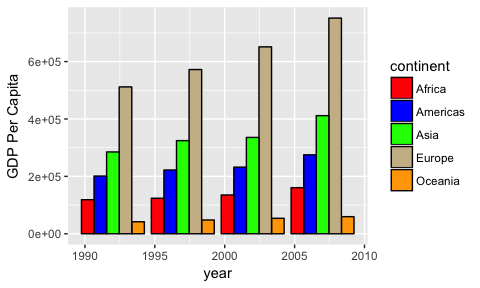 GDP Per Capita
6e+05
4e+05
2e+05
0e+00
1990 1995 2000 2005 2010
year
continent
Africa
Americas
Asia
Europe
Oceania